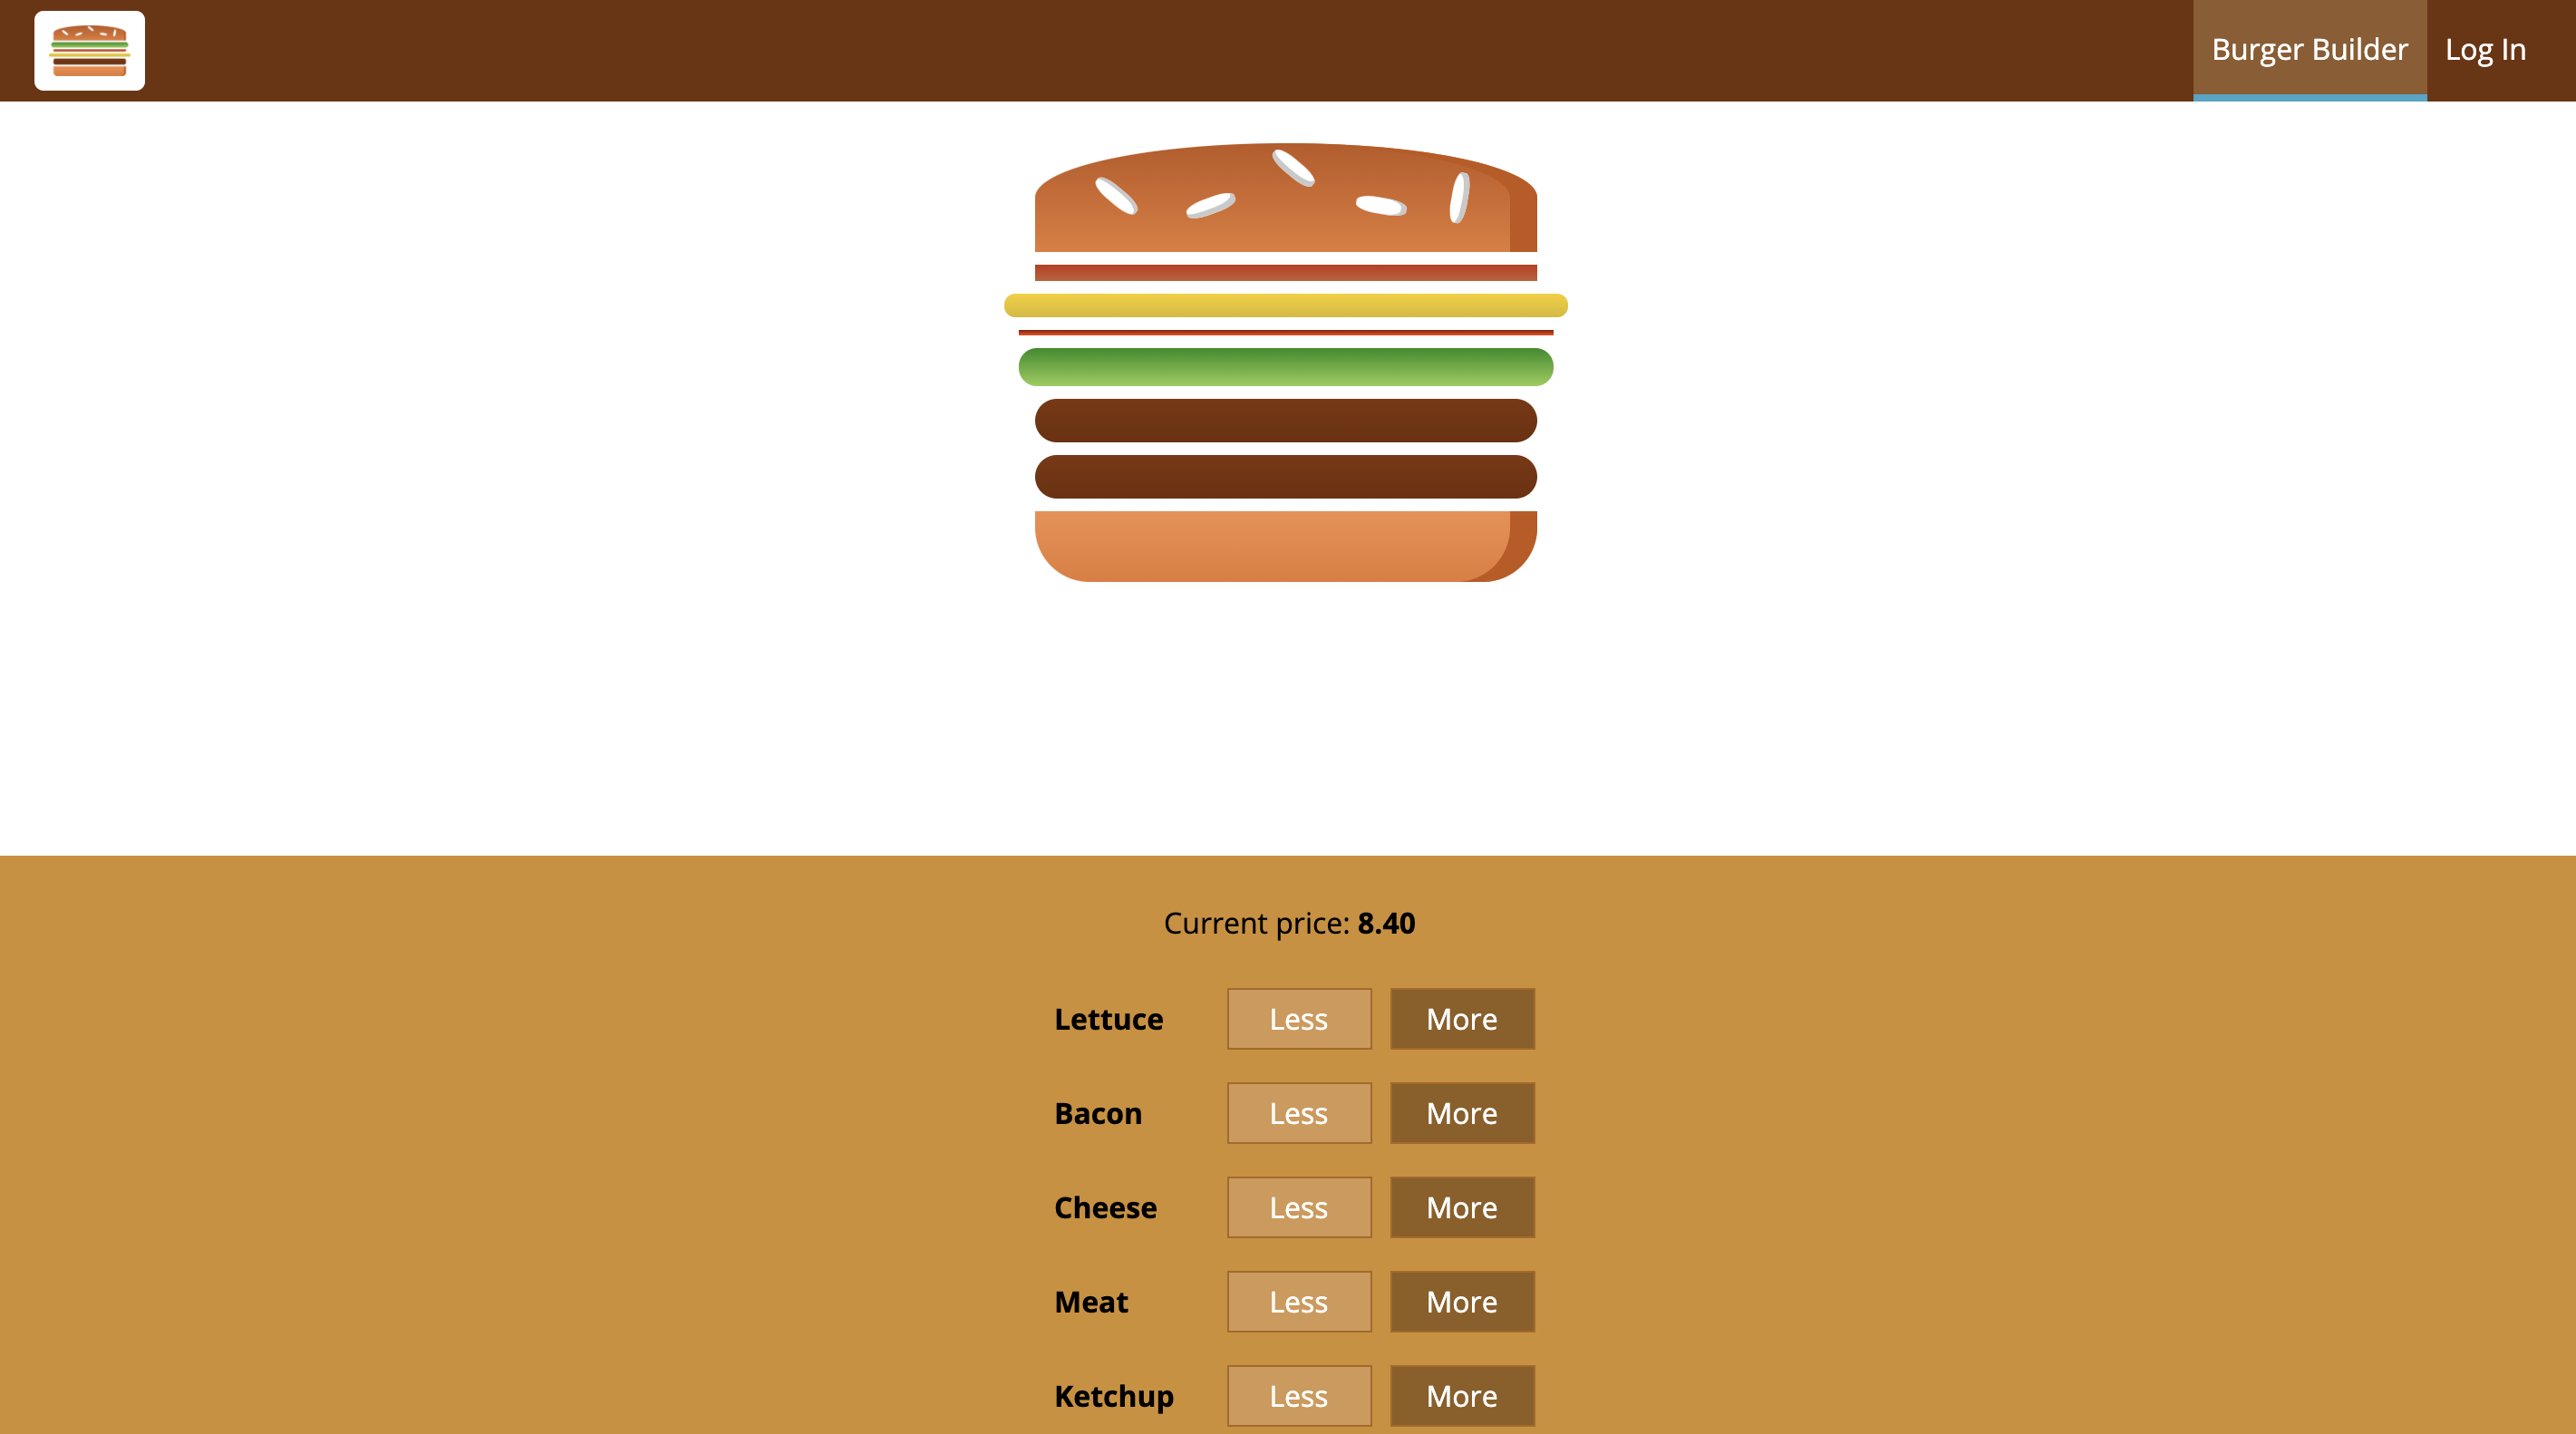 Burger Builder Log In
Current price: 8.40
Lettuce Less More
Bacon Less More
Cheese Less More
Meat Less More
Ketchup Less More